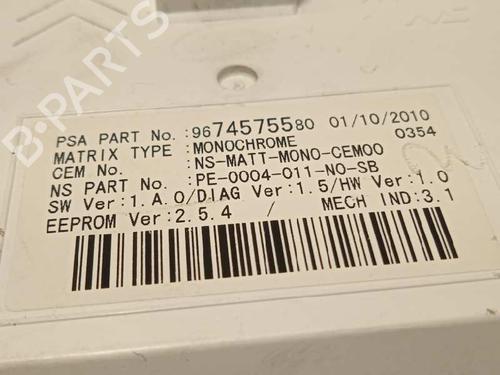 B-PARTS
PSA PART No.:9674575580 01/10/2010
MATRIX TYPE :MONOCHROME 0354
CEM No. :NS-MATT-MONO-CEM00
NS PART No. :PE-0004-011-NO-SB
SW Ver:1.A.0/DIAG Ver:1.5/HW Ver:1.0
EEPROM Ver:2.5.4 / MECH IND:3.1